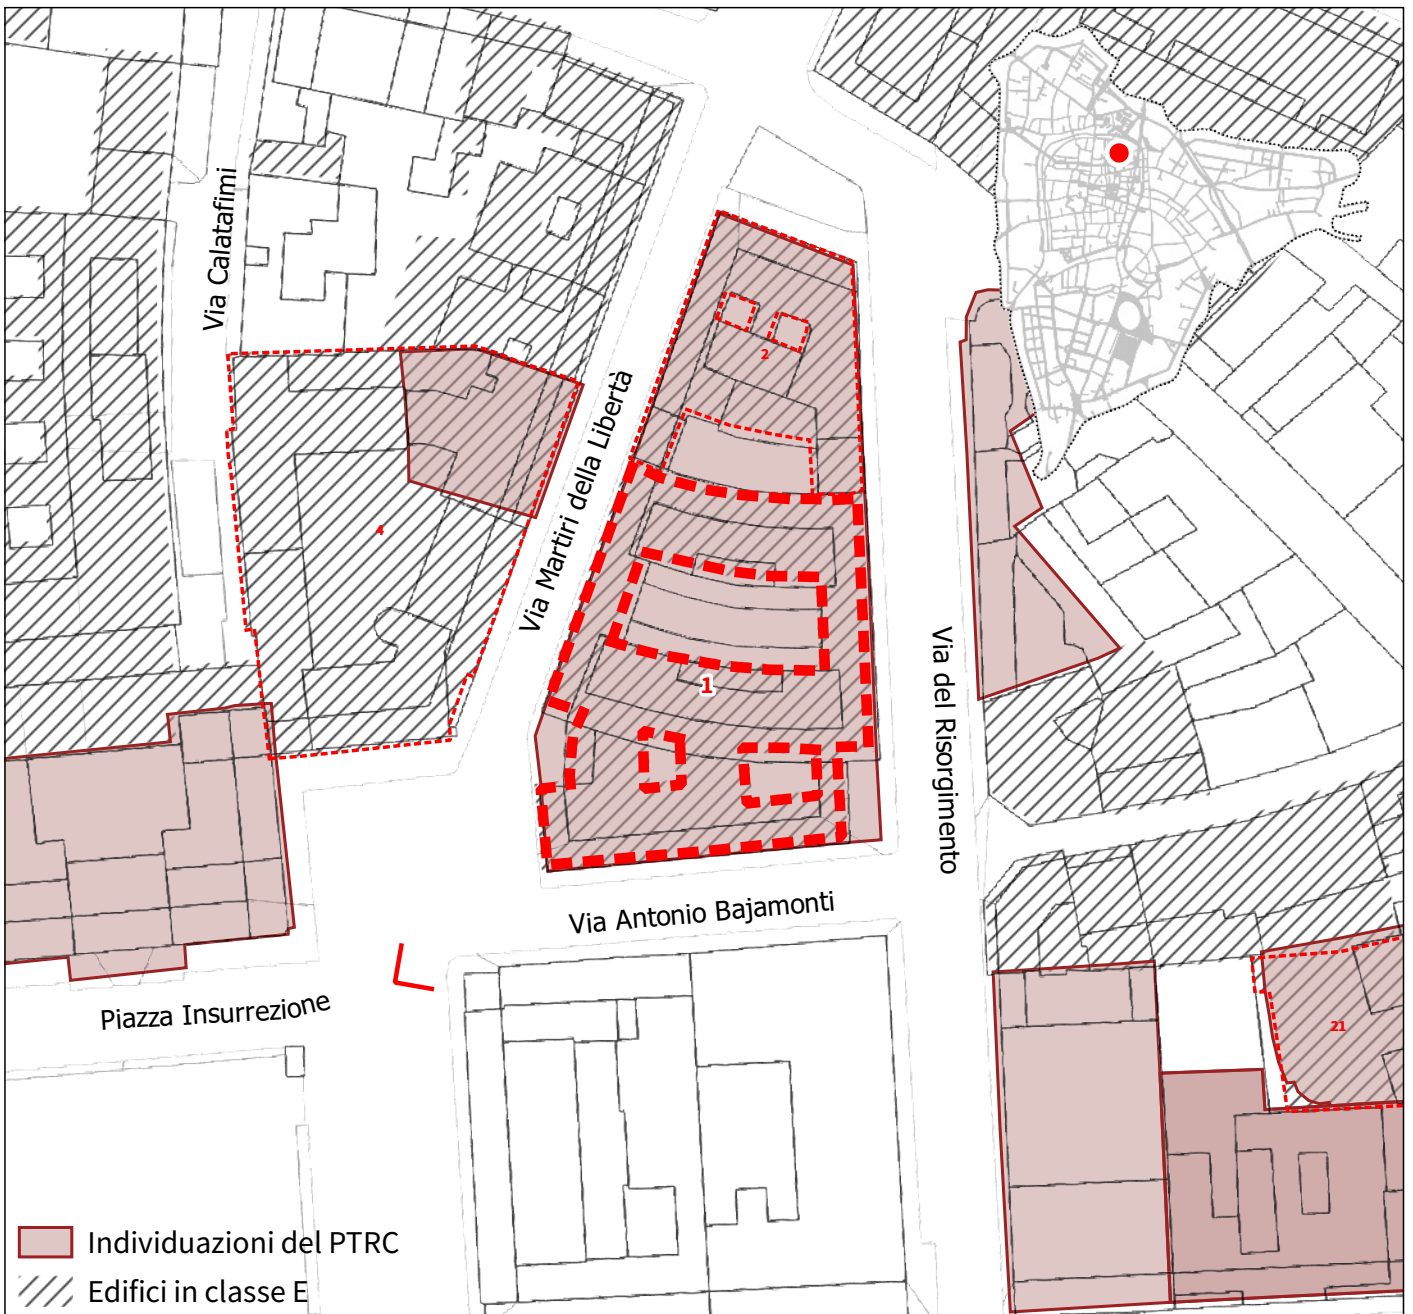 Via Calatafimi
2
Via Martiri della Libertà
4
1
Via del Risorgimento
Via Antonio Bajamonti
Piazza Insurrezione
21
Individuazioni del PTRC
Edifici in classe E